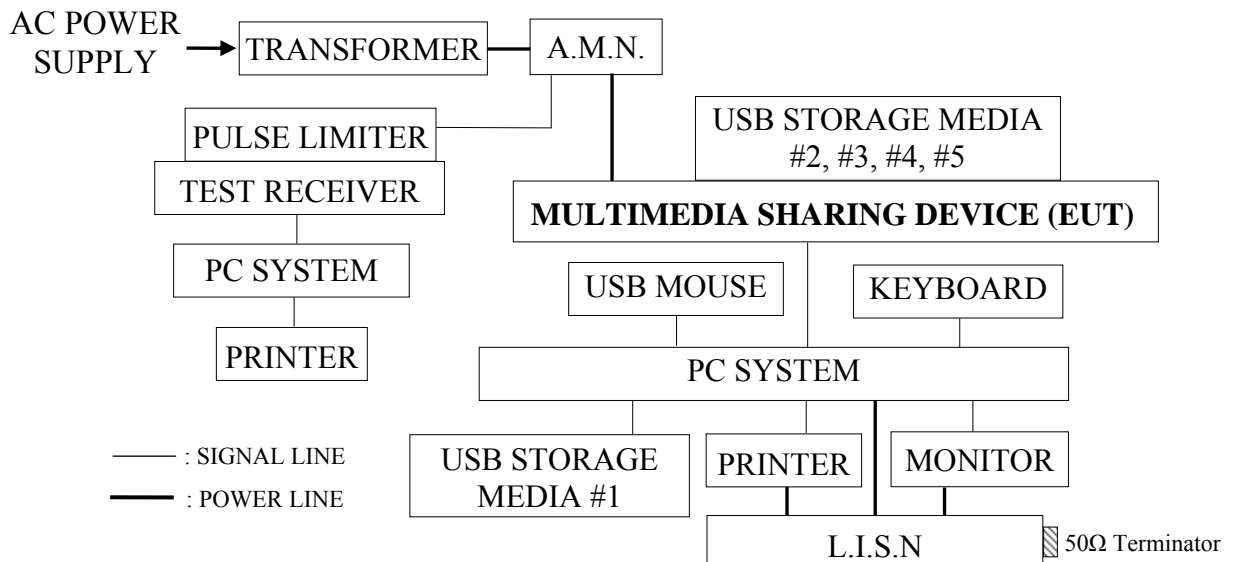 AC POWER
SUPPLY
TRANSFORMER
A.M.N.
PULSE LIMITER
TEST RECEIVER
PC SYSTEM
PRINTER
USB STORAGE MEDIA
#2, #3, #4, #5
MULTIMEDIA SHARING DEVICE (EUT)
USB MOUSE
KEYBOARD
PC SYSTEM
USB STORAGE
MEDIA #1
PRINTER
MONITOR
L.I.S.N
50Ω Terminator
: SIGNAL LINE
: POWER LINE